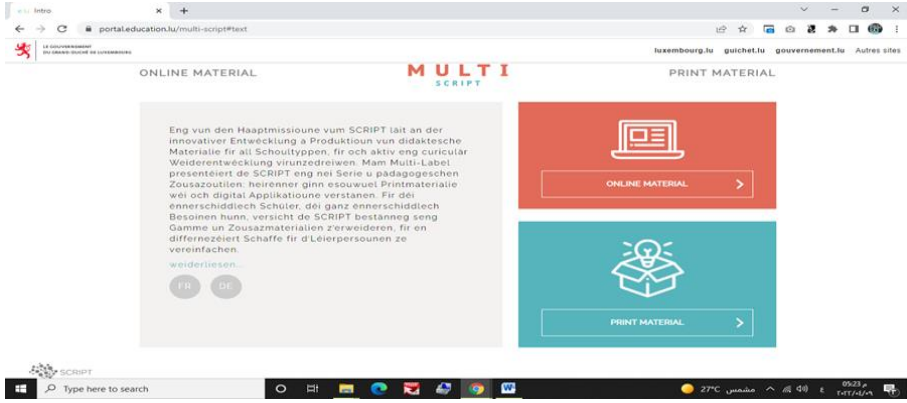 Intro
portal.education.lu/multi-script#text
LE GOUVERNEMENT
DU GRAND-DUCHÉ DE LUXEMBOURG
luxembourg.lu guichet.lu gouvernement.lu Autres sites
ONLINE MATERIAL
MULTI
SCRIPT
PRINT MATERIAL
Eng vun den Haaptmissioune vum SCRIPT läit an der
innovativer Entwécklung a Produktioun vun didaktesche
Materialie fir all Schoultyppen, fir och aktiv eng curriculär
Weiderentwécklung virunzedreiwen. Mam Multi-Label
presentéiert de SCRIPT eng nei Serie u pädagogeschen
Zousazoutilen; heirënner ginn esouwuel Printmaterialie
wéi och digital Applikatioune verstanen. Fir déi
ënnerschiddlech Schüler, déi ganz ënnerschiddlech
Besoinen hunn, versicht de SCRIPT bestänneg seng
Gamme un Zousazmaterialien z'erweideren, fir en
differnezéiert Schaffe fir d'Léierpersounen ze
vereinfachen.
weiderliesen...
FR DE
ONLINE MATERIAL
PRINT MATERIAL
SCRIPT
Type here to search
27°C مشمس
05:23 م